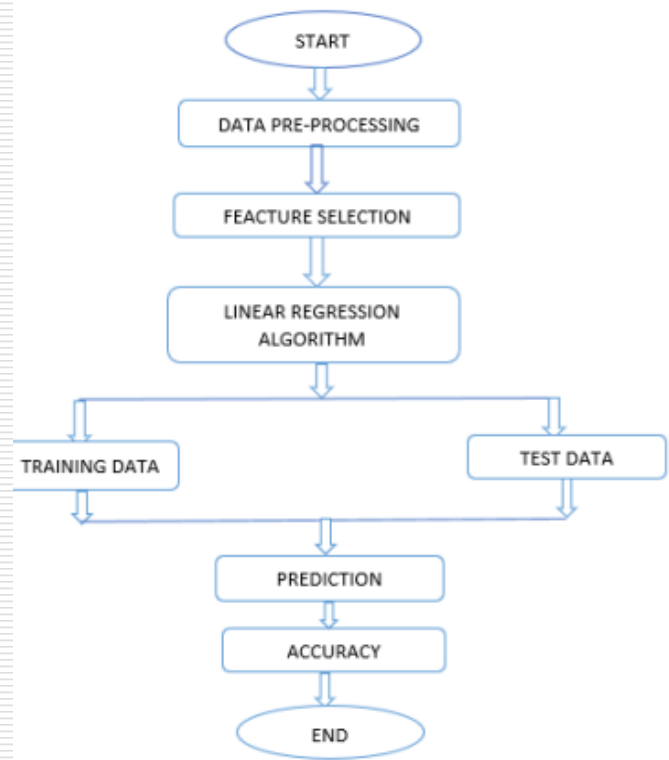 START
DATA PRE-PROCESSING
FEACTURE SELECTION
LINEAR REGRESSION
ALGORITHM
TRAINING DATA
TEST DATA
PREDICTION
ACCURACY
END